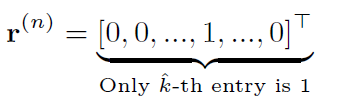 r⁽ⁿ⁾ = [0, 0, ..., 1, ..., 0]⊤
Only k̂-th entry is 1